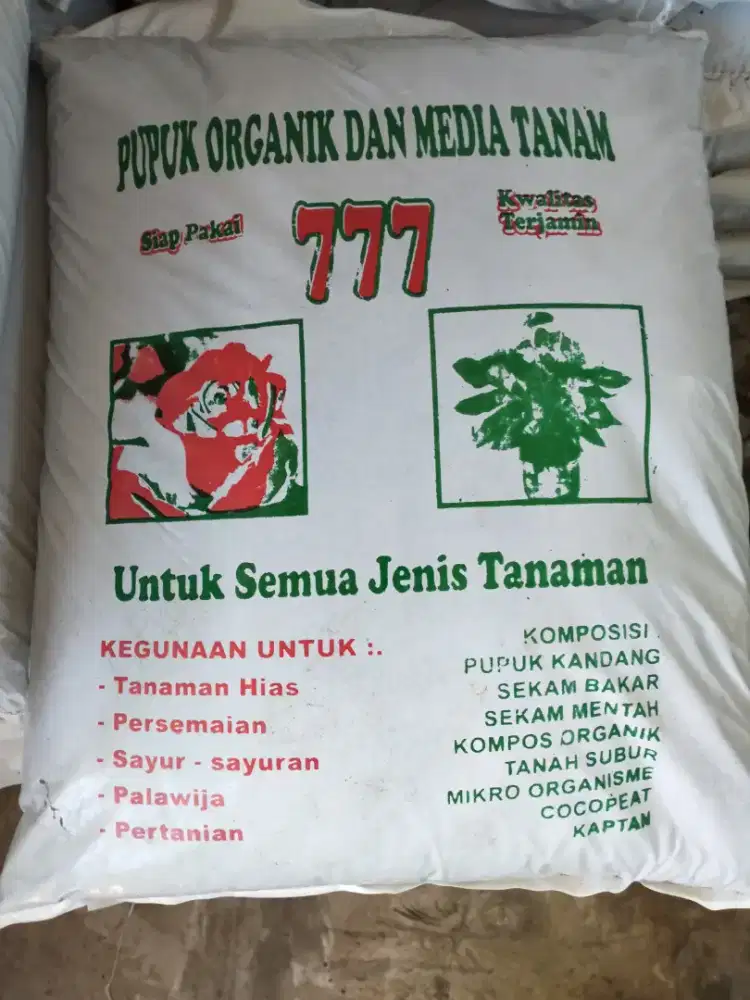 PUPUK ORGANIK DAN MEDIA TANAM
Siap Pakai
777
Kwalitas
Terjamin
Untuk Semua Jenis Tanaman
KEGUNAAN UNTUK :.
- Tanaman Hias
- Persemaian
- Sayur - sayuran
- Palawija
- Pertanian
KOMPOSISI .
PUPUK KANDANG
SEKAM BAKAR
SEKAM MENTAH
KOMPOS ORGANIK
TANAH SUBUR
MIKRO ORGANISME
COCOPEAT
KAPTAN